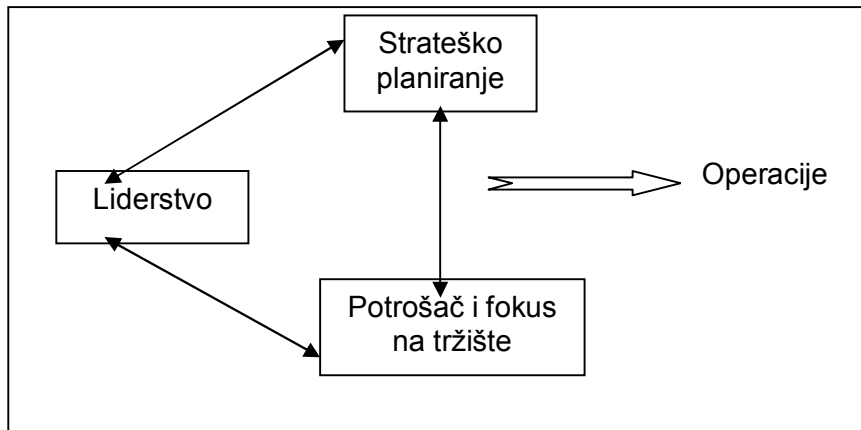 Strateško
planiranje
Liderstvo
Operacije
Potrošač i fokus
na tržište